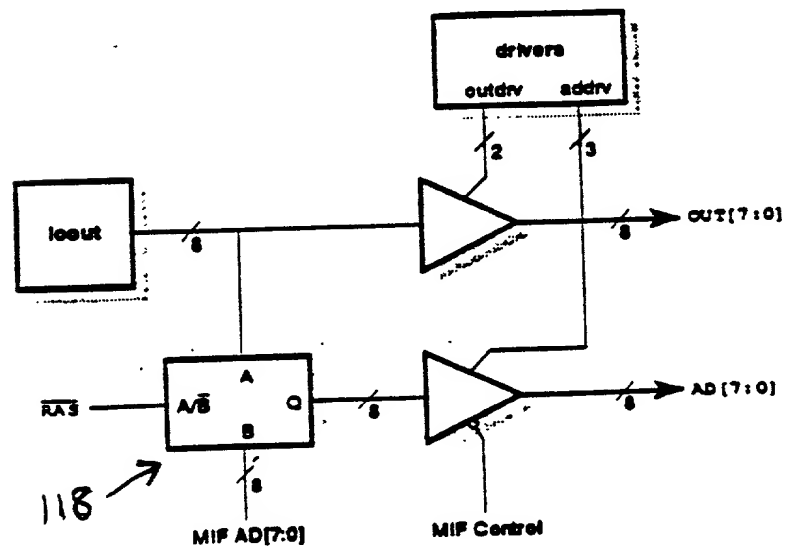 drivers
outdrv addrv
2
3
ioout
8
8
OUT[7:0]
A
R̅A̅S̅
A/B̅
Q
B
8
8
AD[7:0]
8
118
MIF AD[7:0]
MIF Control